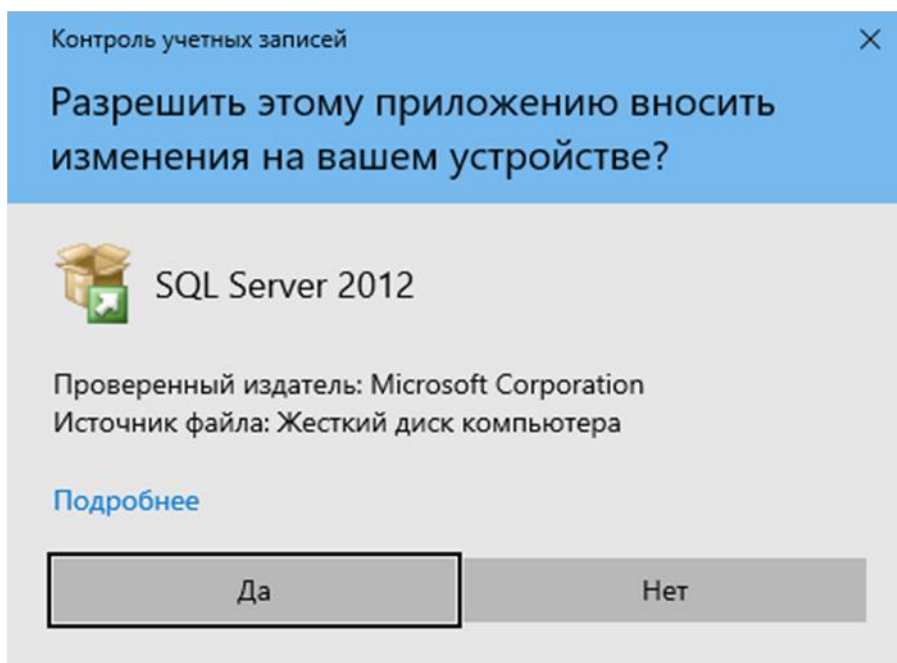 Контроль учетных записей
Разрешить этому приложению вносить
изменения на вашем устройстве?
SQL Server 2012
Проверенный издатель: Microsoft Corporation
Источник файла: Жесткий диск компьютера
Подробнее
Да
Нет